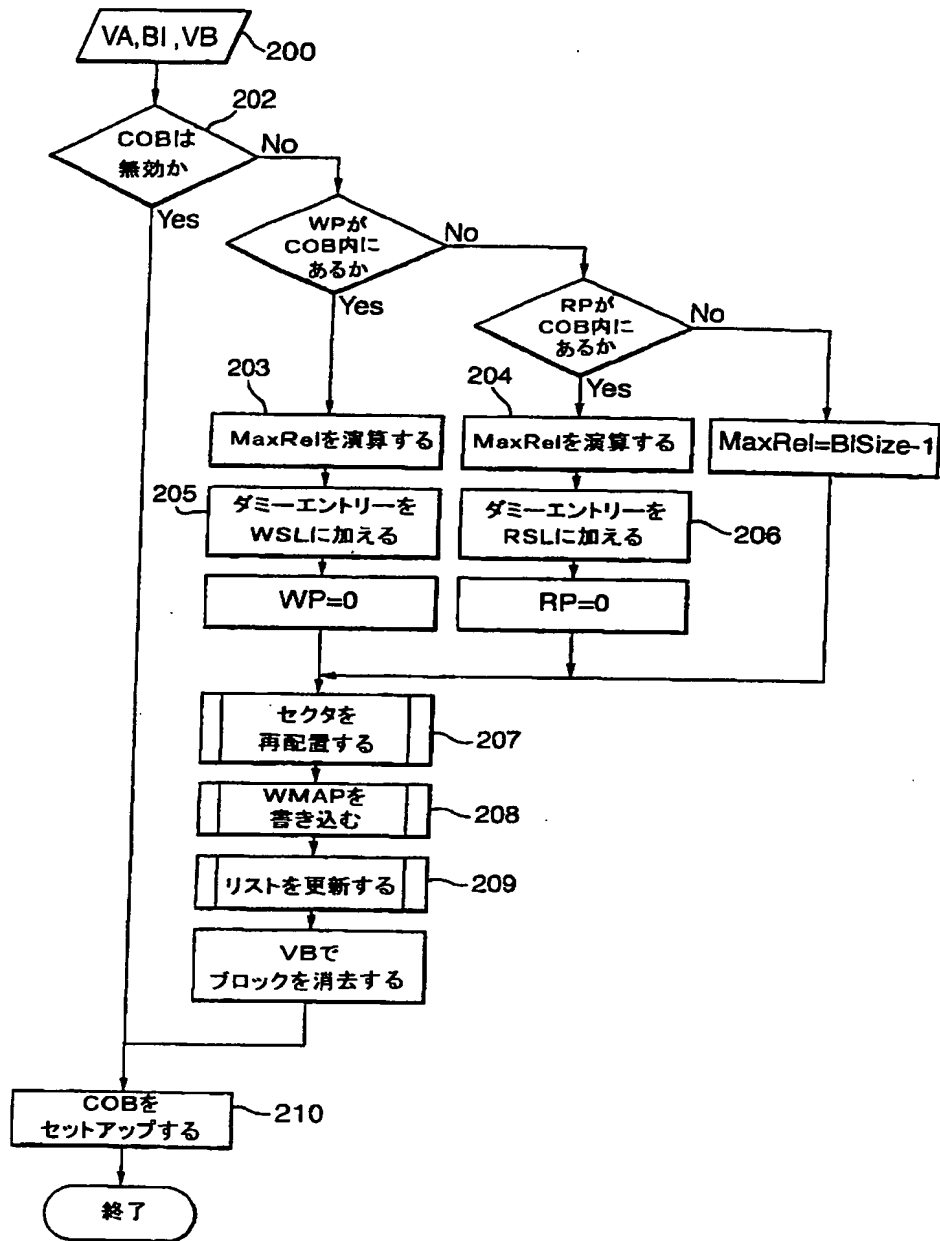 VA,BI,VB
200
202
COBは
無効か
No
Yes
WPが
COB内に
あるか
No
Yes
RPが
COB内に
あるか
No
Yes
203
MaxRelを演算する
204
MaxRelを演算する
MaxRel=BISize-1
205
ダミーエントリーを
WSLに加える
ダミーエントリーを
RSLに加える
206
WP=0
RP=0
セクタを
再配置する
207
WMAPを
書き込む
208
リストを更新する
209
VBで
ブロックを消去する
COBを
セットアップする
210
終了